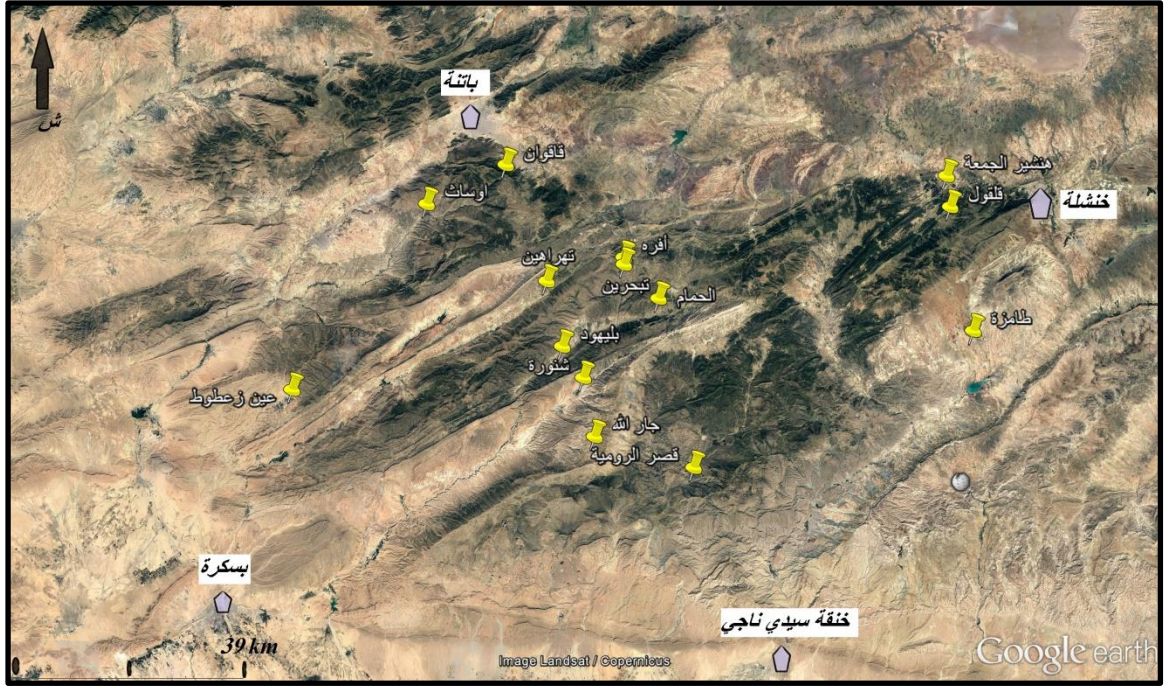 باتنة
ش
قاقوان
هنشير الجمعة
اوساث
قلقول
خنشلة
أفره
تهراهين
تبحرين
الحمام
طامزة
بليهود
شنورة
عين زعطوط
جار الله
قصر الرومية
بسكرة
خنقة سيدي ناجي
39 km
Image Landsat / Copernicus
Google earth